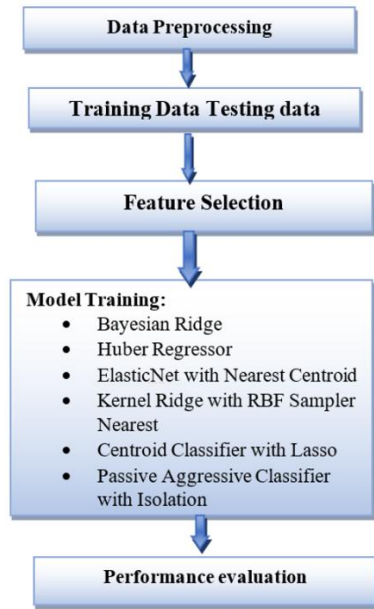 Data Preprocessing
Training Data Testing data
Feature Selection
Model Training:
• Bayesian Ridge
• Huber Regressor
• ElasticNet with Nearest Centroid
• Kernel Ridge with RBF Sampler
Nearest
• Centroid Classifier with Lasso
• Passive Aggressive Classifier
with Isolation
Performance evaluation